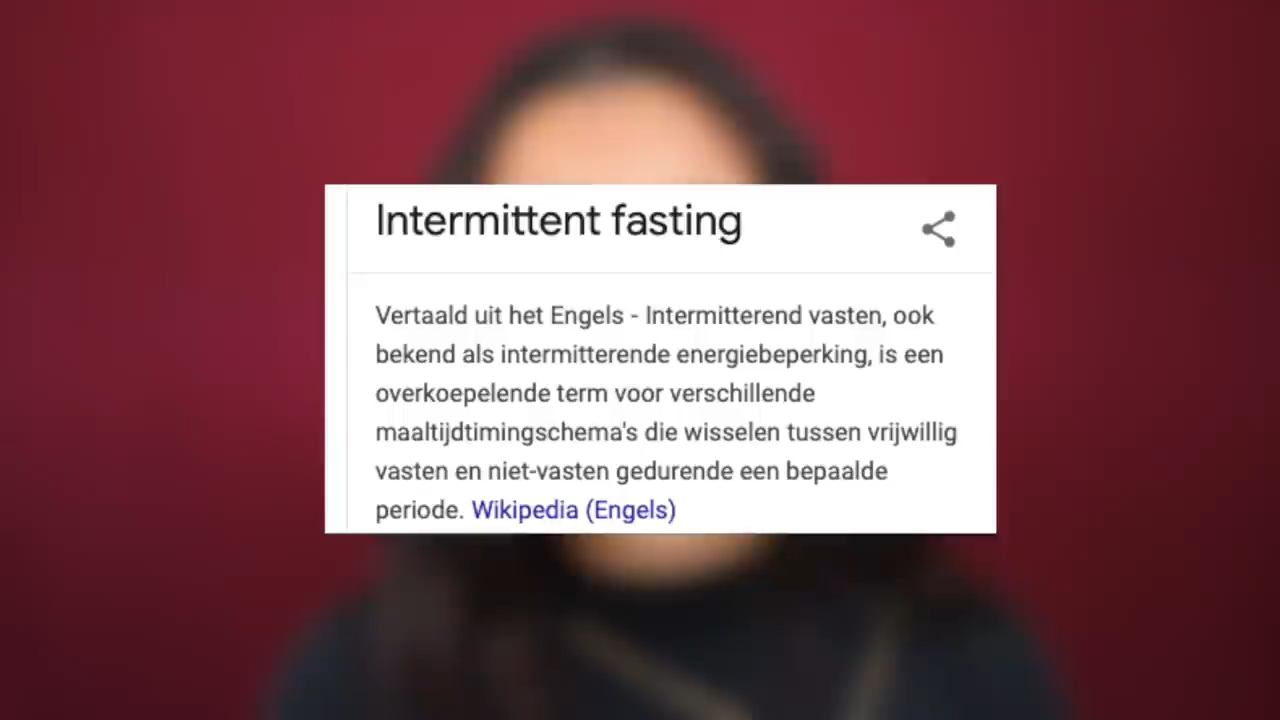 Intermittent fasting
Vertaald uit het Engels - Intermitterend vasten, ook
bekend als intermitterende energiebeperking, is een
overkoepelende term voor verschillende
maaltijdtimingschema's die wisselen tussen vrijwillig
vasten en niet-vasten gedurende een bepaalde
periode. Wikipedia (Engels)